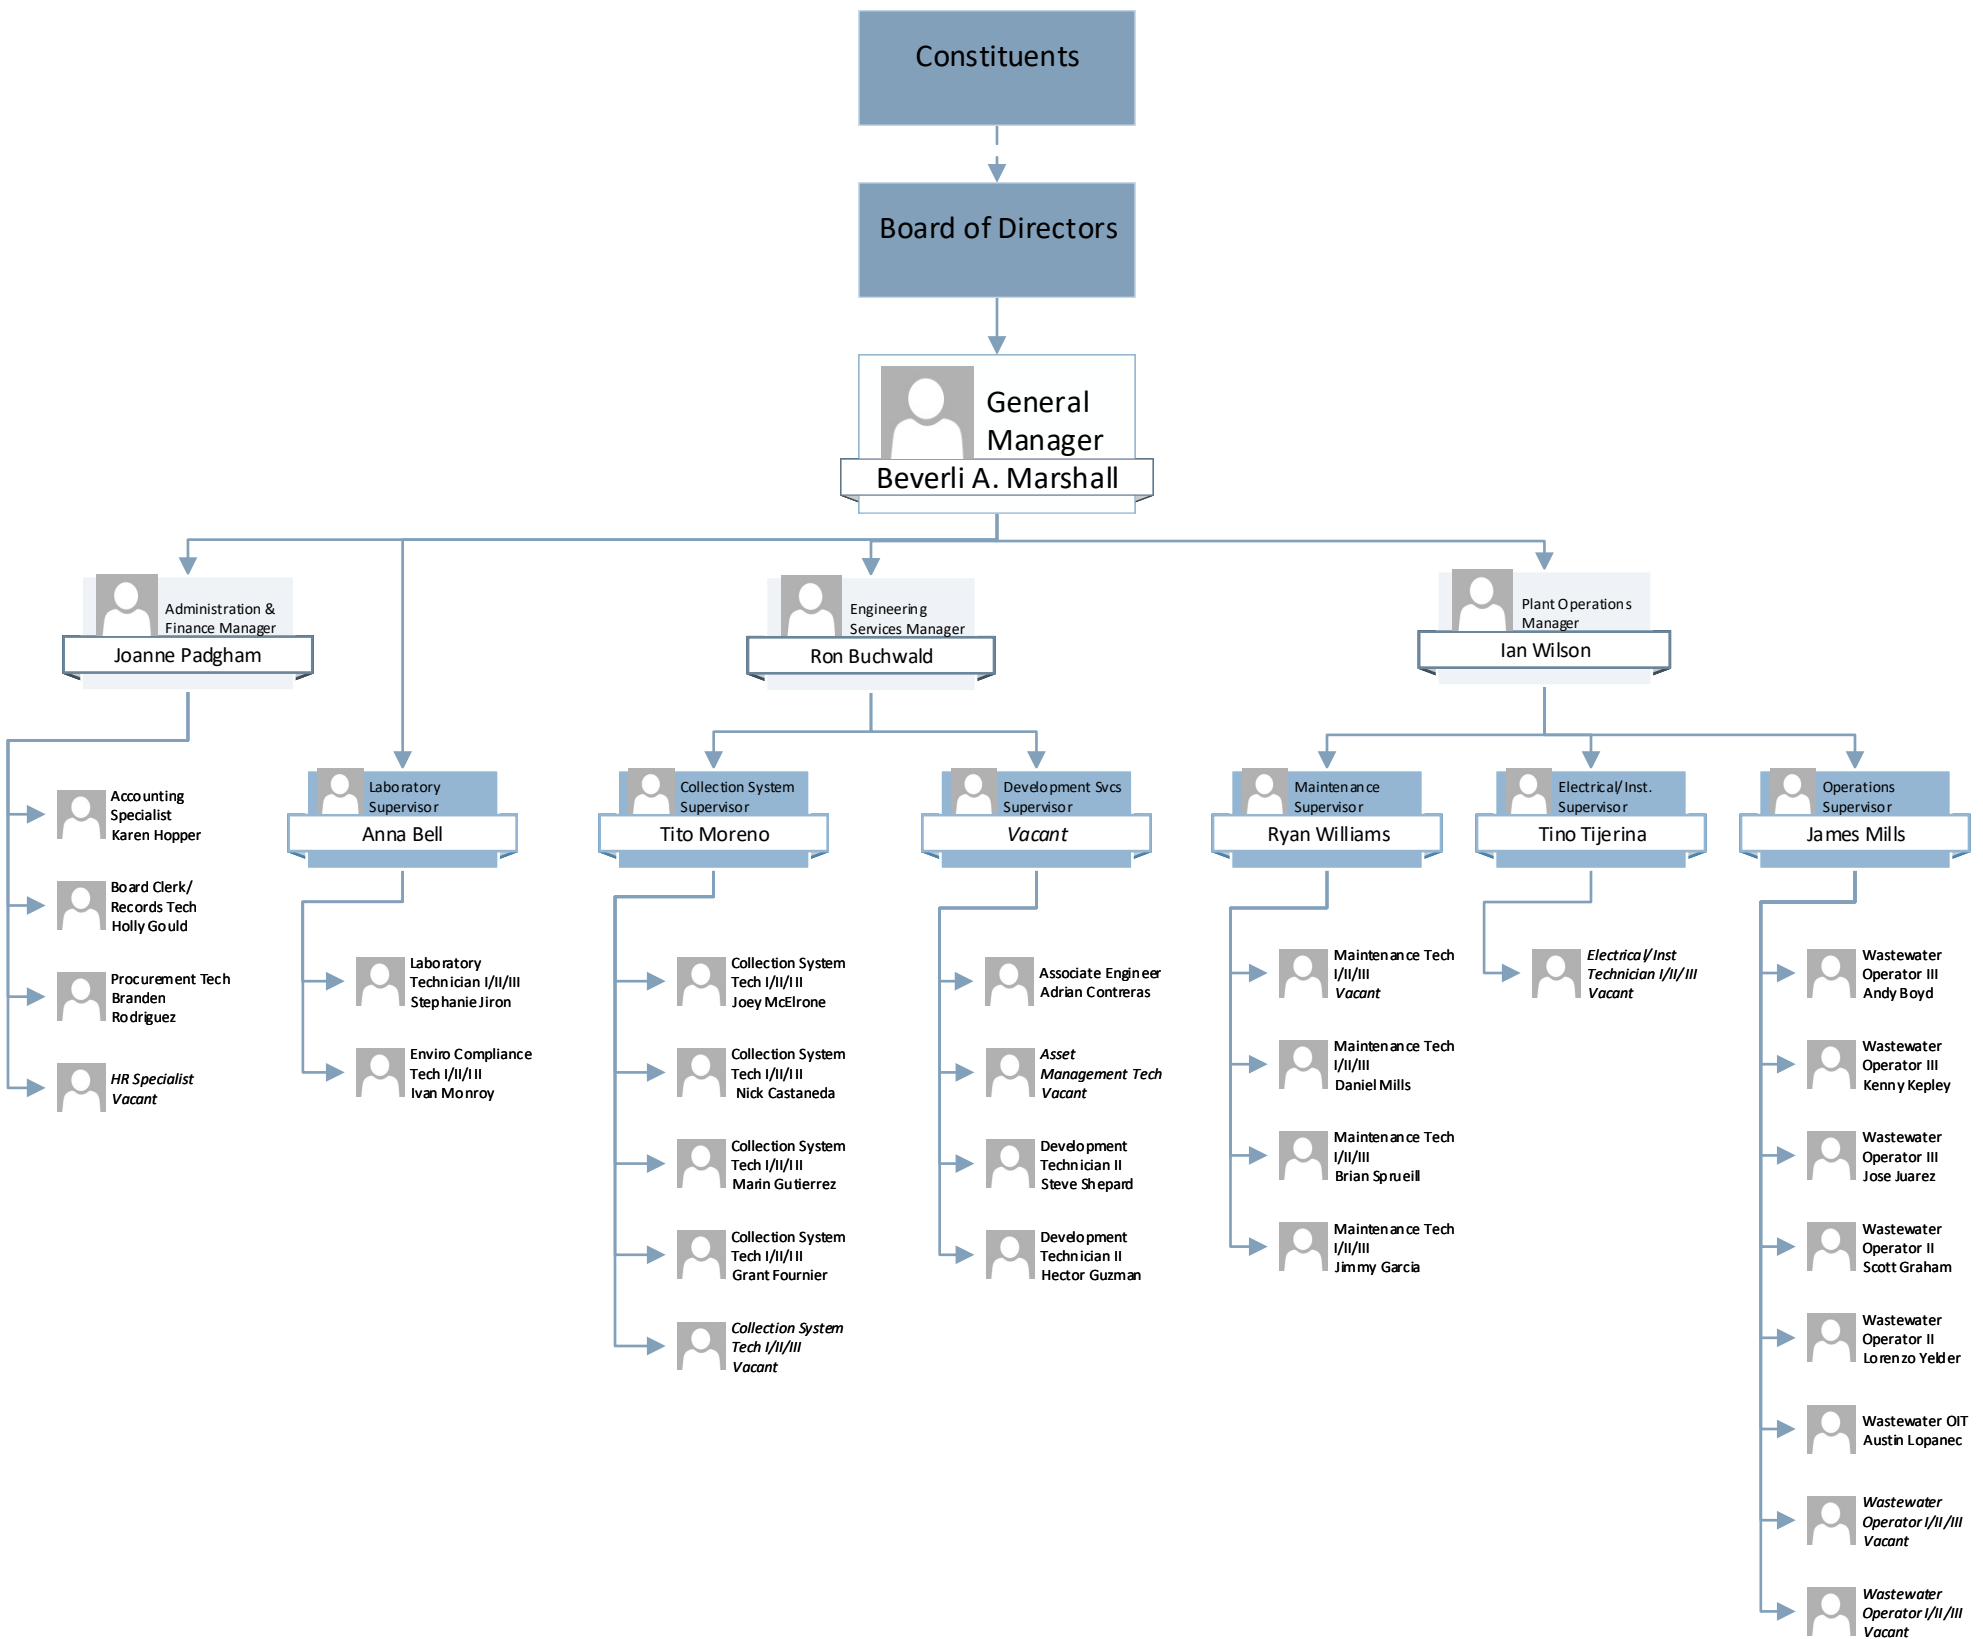 Constituents
Board of Directors
General
Manager
Beverli A. Marshall
Administration &
Finance Manager
Joanne Padgham
Engineering
Services Manager
Ron Buchwald
Plant Operations
Manager
Ian Wilson
Accounting
Specialist
Karen Hopper
Board Clerk/
Records Tech
Holly Gould
Procurement Tech
Branden
Rodriguez
HR Specialist
Vacant
Laboratory
Supervisor
Anna Bell
Laboratory
Technician I/II/III
Stephanie Jiron
Enviro Compliance
Tech I/II/III
Ivan Monroy
Collection System
Supervisor
Tito Moreno
Collection System
Tech I/II/III
Joey McElrone
Collection System
Tech I/II/III
Nick Castaneda
Collection System
Tech I/II/III
Marin Gutierrez
Collection System
Tech I/II/III
Grant Fournier
Collection System
Tech I/II/III
Vacant
Development Svcs
Supervisor
Vacant
Associate Engineer
Adrian Contreras
Asset
Management Tech
Vacant
Development
Technician II
Steve Shepard
Development
Technician II
Hector Guzman
Maintenance
Supervisor
Ryan Williams
Maintenance Tech
I/II/III
Vacant
Maintenance Tech
I/II/III
Daniel Mills
Maintenance Tech
I/II/III
Brian Sprueill
Maintenance Tech
I/II/III
Jimmy Garcia
Electrical/Inst.
Supervisor
Tino Tijerina
Electrical/Inst
Technician I/II/III
Vacant
Operations
Supervisor
James Mills
Wastewater
Operator III
Andy Boyd
Wastewater
Operator III
Kenny Kepley
Wastewater
Operator III
Jose Juarez
Wastewater
Operator II
Scott Graham
Wastewater
Operator II
Lorenzo Yelder
Wastewater OIT
Austin Lopanec
Wastewater
Operator I/II/III
Vacant
Wastewater
Operator I/II/III
Vacant